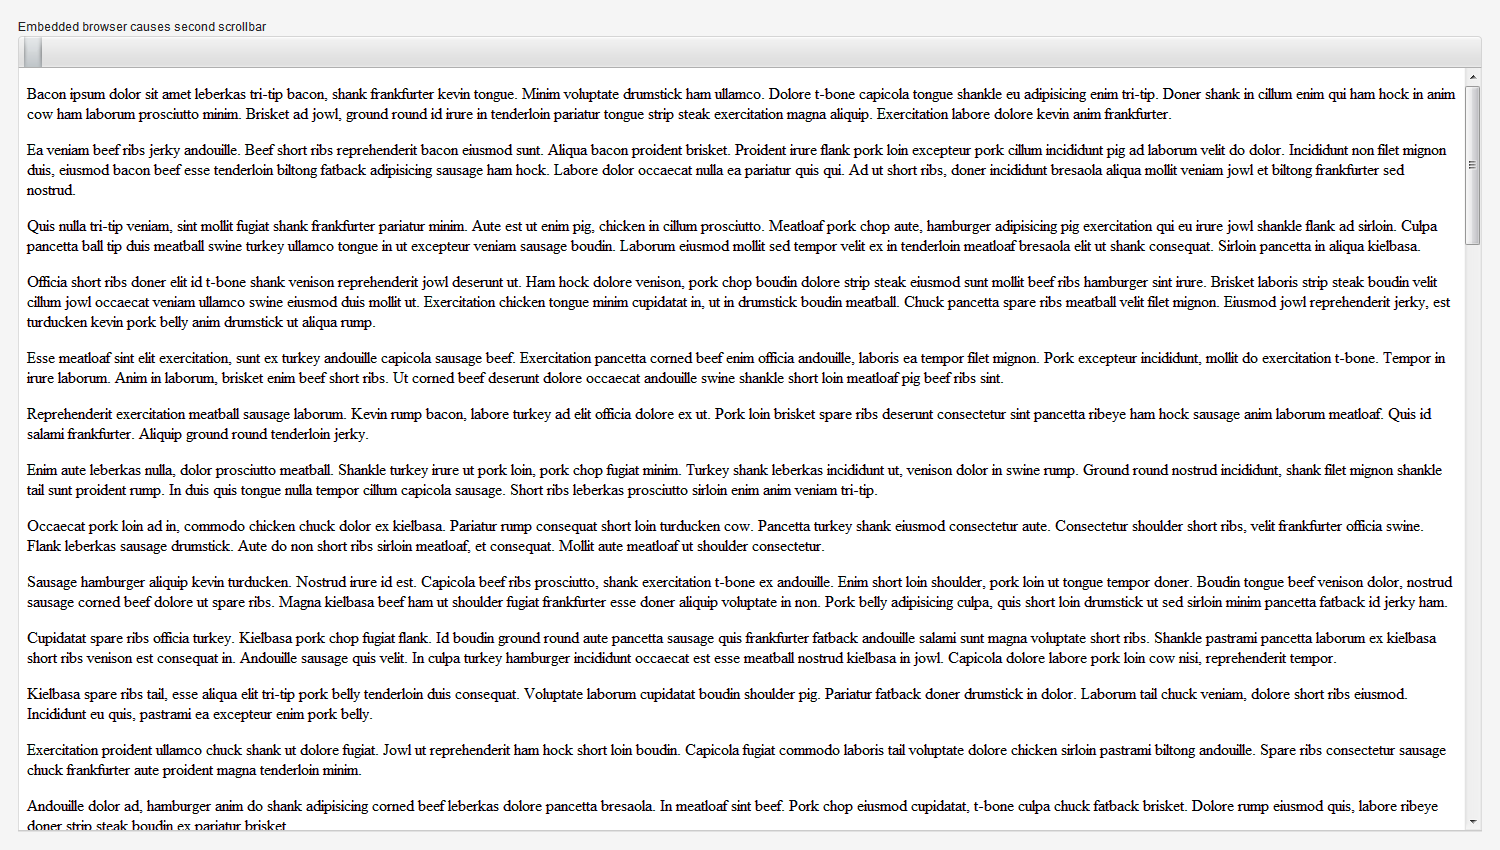 Embedded browser causes second scrollbar
Bacon ipsum dolor sit amet leberkas tri-tip bacon, shank frankfurter kevin tongue. Minim voluptate drumstick ham ullamco. Dolore t-bone capicola tongue shankle eu adipisicing enim tri-tip. Doner shank in cillum enim qui ham hock in anim
cow ham laborum prosciutto minim. Brisket ad jowl, ground round id irure in tenderloin pariatur tongue strip steak exercitation magna aliquip. Exercitation labore dolore kevin anim frankfurter.
Ea veniam beef ribs jerky andouille. Beef short ribs reprehenderit bacon eiusmod sunt. Aliqua bacon proident brisket. Proident irure flank pork loin excepteur pork cillum incididunt pig ad laborum velit do dolor. Incididunt non filet mignon
duis, eiusmod bacon beef esse tenderloin biltong fatback adipisicing sausage ham hock. Labore dolor occaecat nulla ea pariatur quis qui. Ad ut short ribs, doner incididunt bresaola aliqua mollit veniam jowl et biltong frankfurter sed
nostrud.
Quis nulla tri-tip veniam, sint mollit fugiat shank frankfurter pariatur minim. Aute est ut enim pig, chicken in cillum prosciutto. Meatloaf pork chop aute, hamburger adipisicing pig exercitation qui eu irure jowl shankle flank ad sirloin. Culpa
pancetta ball tip duis meatball swine turkey ullamco tongue in ut excepteur veniam sausage boudin. Laborum eiusmod mollit sed tempor velit ex in tenderloin meatloaf bresaola elit ut shank consequat. Sirloin pancetta in aliqua kielbasa.
Officia short ribs doner elit id t-bone shank venison reprehenderit jowl deserunt ut. Ham hock dolore venison, pork chop boudin dolore strip steak eiusmod sunt mollit beef ribs hamburger sint irure. Brisket laboris strip steak boudin velit
cillum jowl occaecat veniam ullamco swine eiusmod duis mollit ut. Exercitation chicken tongue minim cupidatat in, ut in drumstick boudin meatball. Chuck pancetta spare ribs meatball velit filet mignon. Eiusmod jowl reprehenderit jerky, est
turducken kevin pork belly anim drumstick ut aliqua rump.
Esse meatloaf sint elit exercitation, sunt ex turkey andouille capicola sausage beef. Exercitation pancetta corned beef enim officia andouille, laboris ea tempor filet mignon. Pork excepteur incididunt, mollit do exercitation t-bone. Tempor in
irure laborum. Anim in laborum, brisket enim beef short ribs. Ut corned beef deserunt dolore occaecat andouille swine shankle short loin meatloaf pig beef ribs sint.
Reprehenderit exercitation meatball sausage laborum. Kevin rump bacon, labore turkey ad elit officia dolore ex ut. Pork loin brisket spare ribs deserunt consectetur sint pancetta ribeye ham hock sausage anim laborum meatloaf. Quis id
salami frankfurter. Aliquip ground round tenderloin jerky.
Enim aute leberkas nulla, dolor prosciutto meatball. Shankle turkey irure ut pork loin, pork chop fugiat minim. Turkey shank leberkas incididunt ut, venison dolor in swine rump. Ground round nostrud incididunt, shank filet mignon shankle
tail sunt proident rump. In duis quis tongue nulla tempor cillum capicola sausage. Short ribs leberkas prosciutto sirloin enim anim veniam tri-tip.
Occaecat pork loin ad in, commodo chicken chuck dolor ex kielbasa. Pariatur rump consequat short loin turducken cow. Pancetta turkey shank eiusmod consectetur aute. Consectetur shoulder short ribs, velit frankfurter officia swine.
Flank leberkas sausage drumstick. Aute do non short ribs sirloin meatloaf, et consequat. Mollit aute meatloaf ut shoulder consectetur.
Sausage hamburger aliquip kevin turducken. Nostrud irure id est. Capicola beef ribs prosciutto, shank exercitation t-bone ex andouille. Enim short loin shoulder, pork loin ut tongue tempor doner. Boudin tongue beef venison dolor, nostrud
sausage corned beef dolore ut spare ribs. Magna kielbasa beef ham ut shoulder fugiat frankfurter esse doner aliquip voluptate in non. Pork belly adipisicing culpa, quis short loin drumstick ut sed sirloin minim pancetta fatback id jerky ham.
Cupidatat spare ribs officia turkey. Kielbasa pork chop fugiat flank. Id boudin ground round aute pancetta sausage quis frankfurter fatback andouille salami sunt magna voluptate short ribs. Shankle pastrami pancetta laborum ex kielbasa
short ribs venison est consequat in. Andouille sausage quis velit. In culpa turkey hamburger incididunt occaecat est esse meatball nostrud kielbasa in jowl. Capicola dolore labore pork loin cow nisi, reprehenderit tempor.
Kielbasa spare ribs tail, esse aliqua elit tri-tip pork belly tenderloin duis consequat. Voluptate laborum cupidatat boudin shoulder pig. Pariatur fatback doner drumstick in dolor. Laborum tail chuck veniam, dolore short ribs eiusmod.
Incididunt eu quis, pastrami ea excepteur enim pork belly.
Exercitation proident ullamco chuck shank ut dolore fugiat. Jowl ut reprehenderit ham hock short loin boudin. Capicola fugiat commodo laboris tail voluptate dolore chicken sirloin pastrami biltong andouille. Spare ribs consectetur sausage
chuck frankfurter aute proident magna tenderloin minim.
Andouille dolor ad, hamburger anim do shank adipisicing corned beef leberkas dolore pancetta bresaola. In meatloaf sint beef. Pork chop eiusmod cupidatat, t-bone culpa chuck fatback brisket. Dolore rump eiusmod quis, labore ribeye
doner strip steak boudin ex pariatur brisket